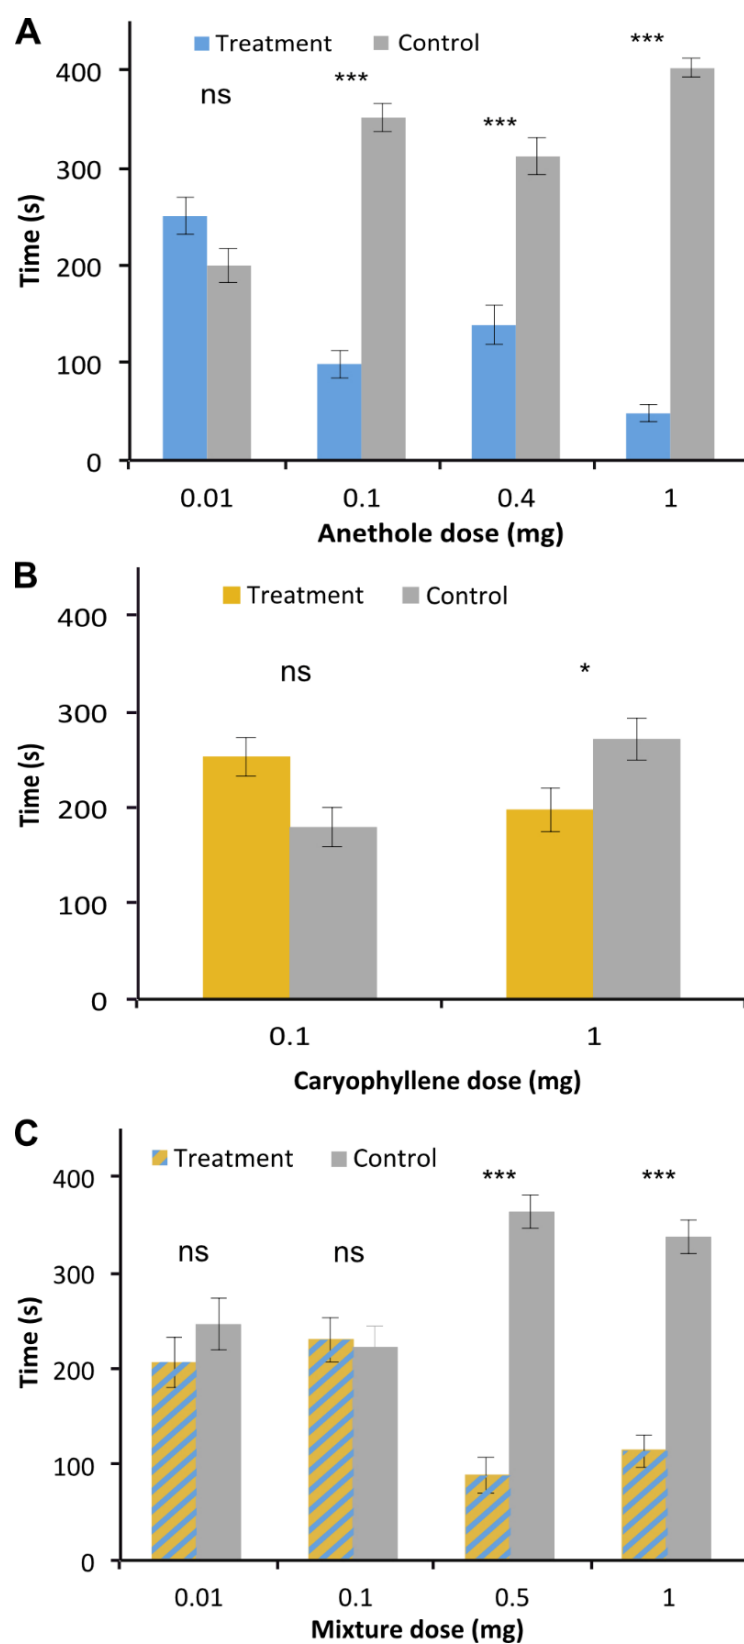 A
Treatment Control
400
300
200
100
0
Time (s)
ns
***
***
***
0.01 0.1 0.4 1
Anethole dose (mg)
B
Treatment Control
400
300
200
100
0
Time (s)
ns
*
0.1 1
Caryophyllene dose (mg)
C
Treatment Control
400
300
200
100
0
Time (s)
ns
ns
***
***
0.01 0.1 0.5 1
Mixture dose (mg)